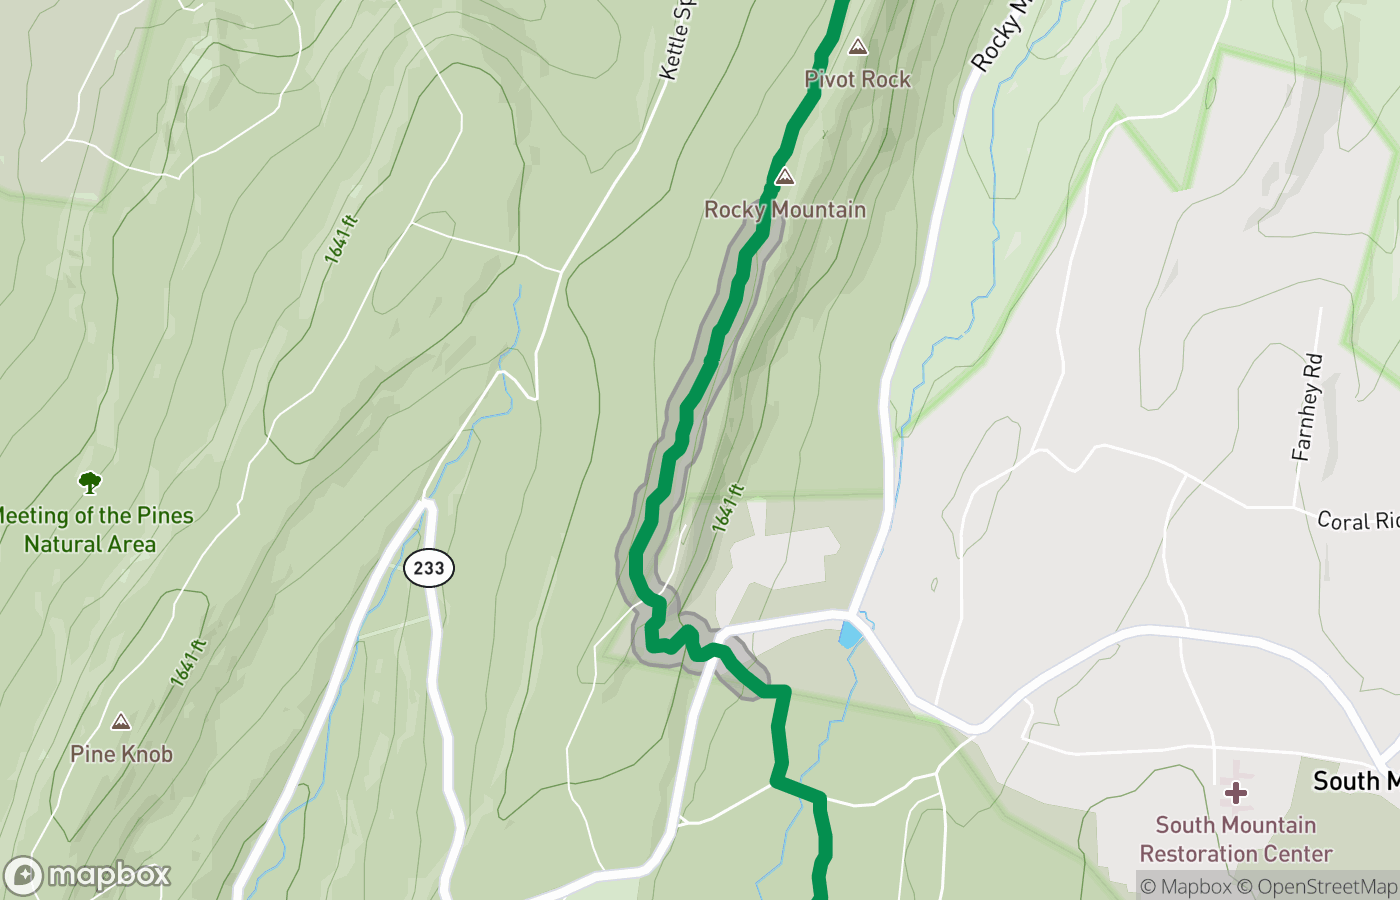 Kettle Sp
Rocky M
Pivot Rock
Rocky Mountain
1641 ft
Farnhey Rd
Meeting of the Pines
Natural Area
1641 ft
Coral Ric
233
1641 ft
Pine Knob
South M
South Mountain
Restoration Center
mapbox
© Mapbox © OpenStreetMap